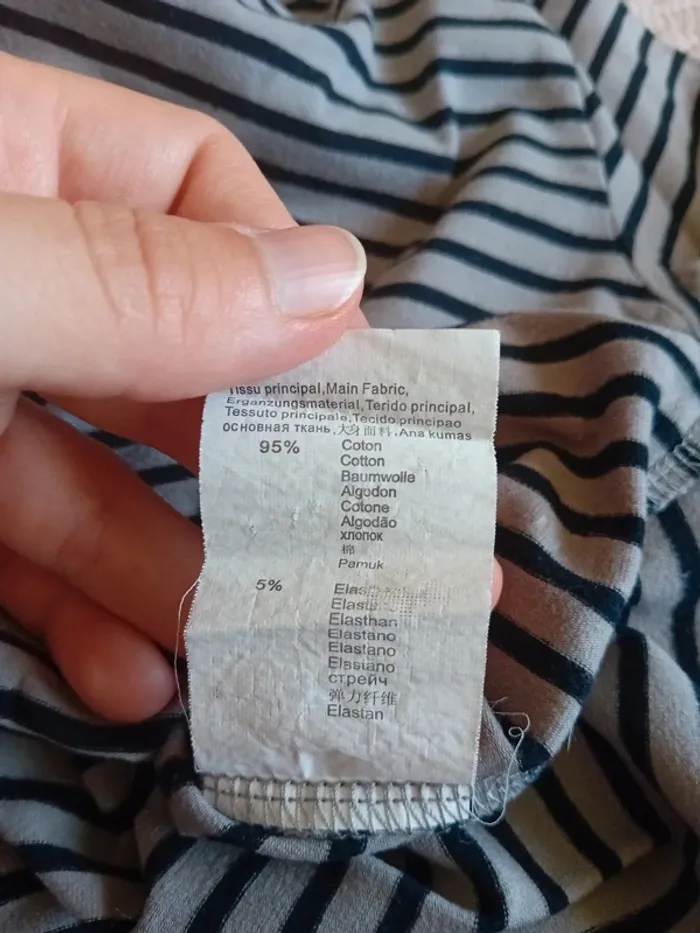 Tissu principal,Main Fabric,
Ergänzungsmaterial,Terido principal,
Tessuto principale,Tecido principao
основная ткань,大身面料.Ana kumas
95% Coton
Cotton
Baumwolle
Algodon
Cotone
Algodão
хлопок
棉
Pamuk
5%
Elasthan
Elastano
Elastano
Elastano
стрейч
弹力纤维
Elastan